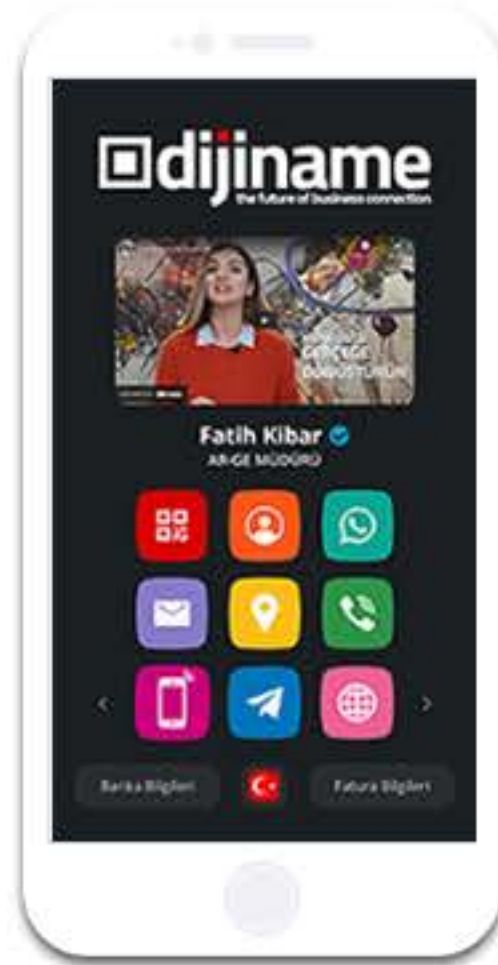 dijiname
the future of business connection
Fatih Kibar
AR-GE MÜDÜRÜ
Banka Bilgileri
Fatura Bilgileri